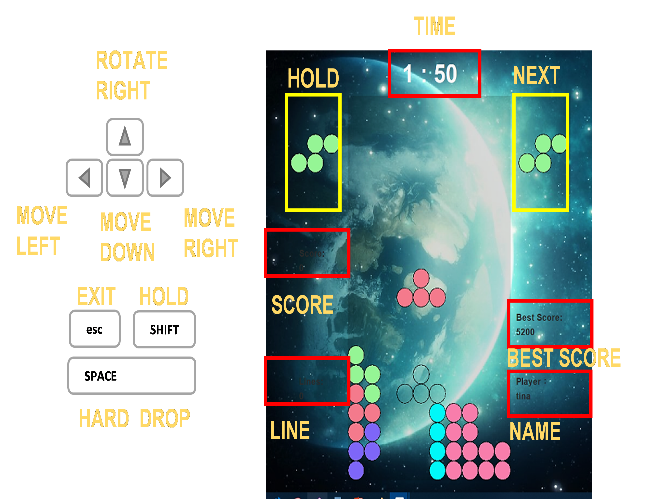 TIME
ROTATE
RIGHT
HOLD
1 : 50
NEXT
MOVE
LEFT
MOVE
DOWN
MOVE
RIGHT
SCORE
EXIT
HOLD
esc
SHIFT
Best Score:
5200
BEST SCORE
SPACE
Player :
tina
HARD DROP
LINE
NAME